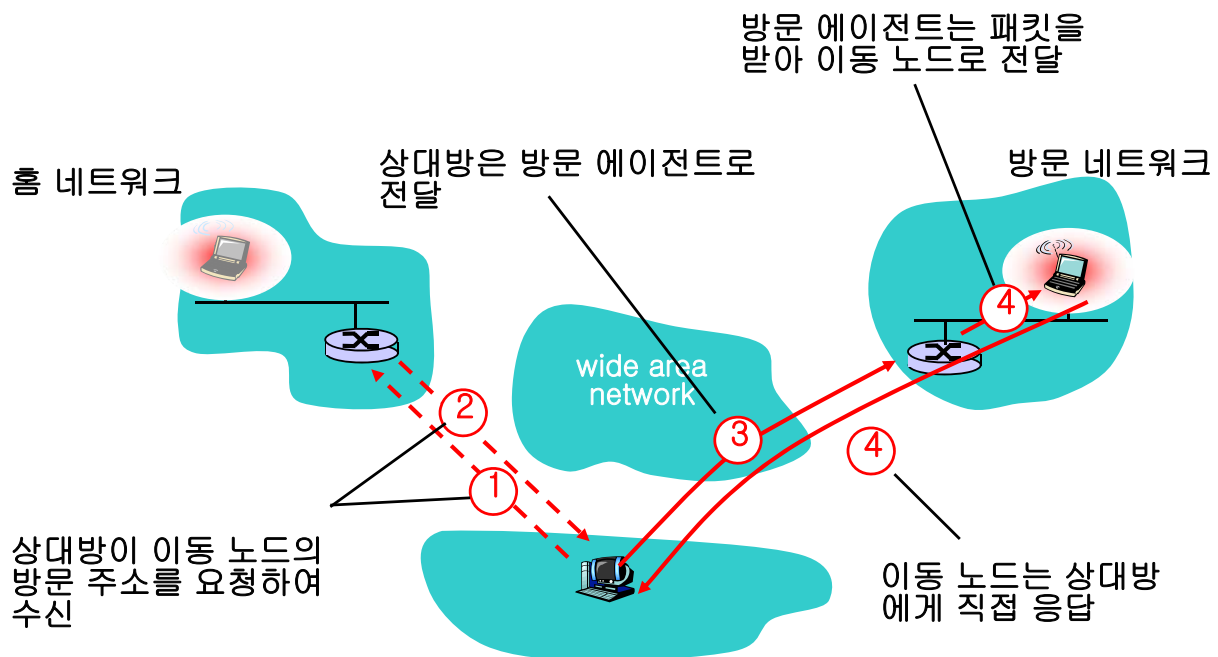 방문 에이전트는 패킷을
받아 이동 노드로 전달
상대방은 방문 에이전트로
전달
홈 네트워크
방문 네트워크
4
wide area
network
2
3
4
1
상대방이 이동 노드의
방문 주소를 요청하여
수신
이동 노드는 상대방
에게 직접 응답